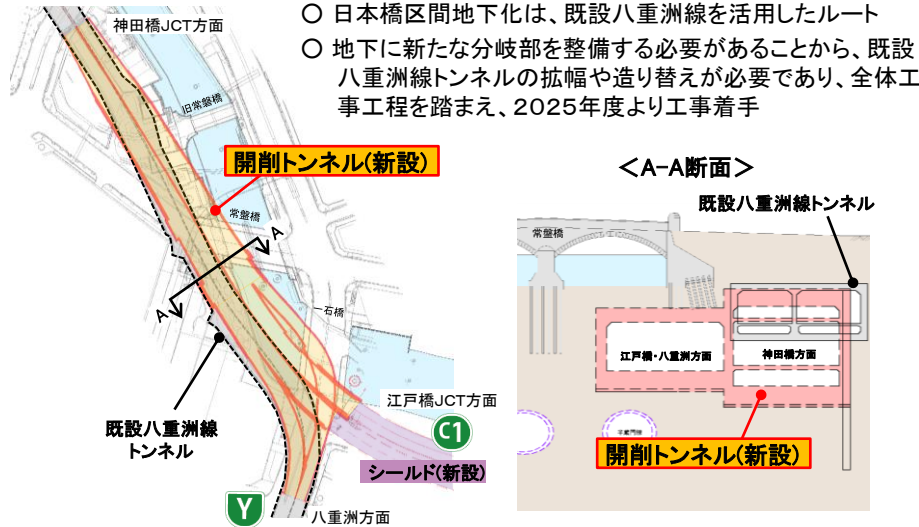 神田橋JCT方面
○ 日本橋区間地下化は、既設八重洲線を活用したルート
○ 地下に新たな分岐部を整備する必要があることから、既設
八重洲線トンネルの拡幅や造り替えが必要であり、全体工
事工程を踏まえ、2025年度より工事着手
旧常盤橋
開削トンネル(新設)
常盤橋
A
A
一石橋
既設八重洲線
トンネル
江戸橋JCT方面
C1
シールド(新設)
Y
八重洲方面
<A-A断面>
既設八重洲線トンネル
常盤橋
江戸橋・八重洲方面
神田橋方面
半蔵門線
開削トンネル(新設)